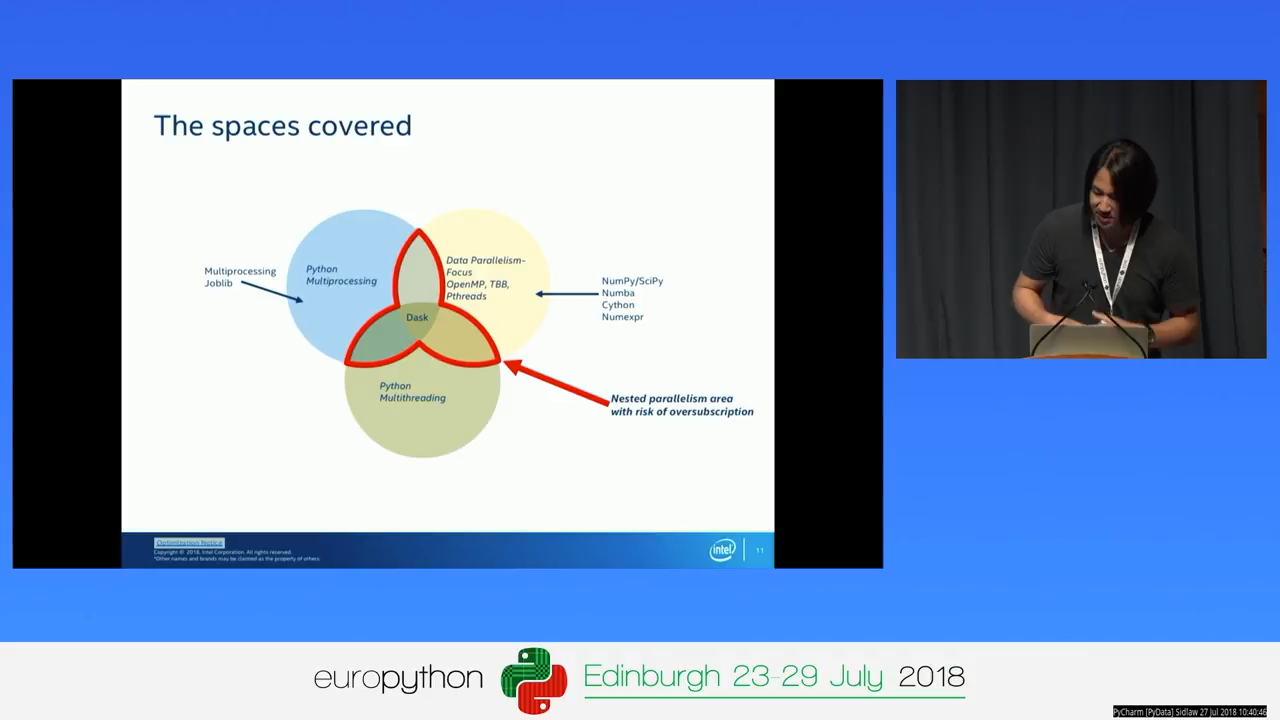 The spaces covered
Multiprocessing
Joblib
Python
Multiprocessing
Data Parallelism-
Focus
OpenMP, TBB,
Pthreads
NumPy/SciPy
Numba
Cython
Numexpr
Dask
Python
Multithreading
Nested parallelism area
with risk of oversubscription
Optimization Notice
Copyright © 2018, Intel Corporation. All rights reserved.
*Other names and brands may be claimed as the property of others.
intel
11
europython
Edinburgh 23-29 July 2018
PyCharm [PyData] Sidlaw 27 Jul 2018 10:40:46